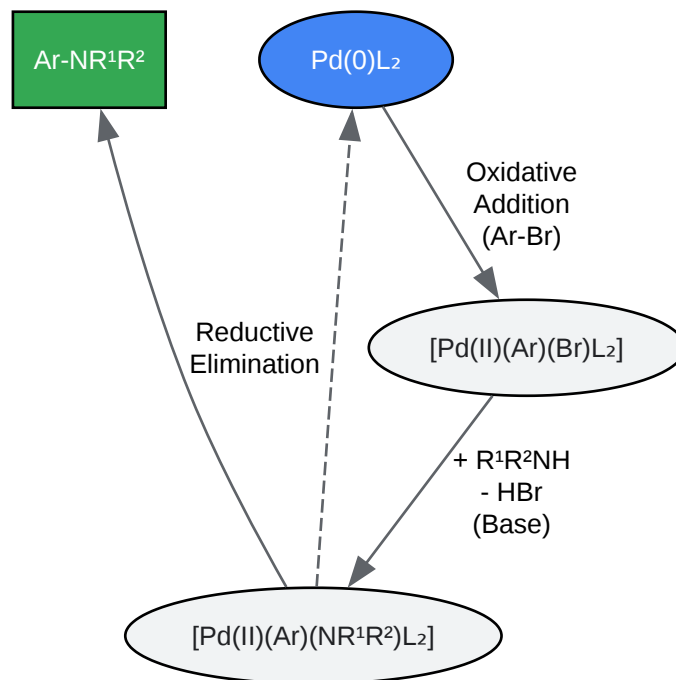 Ar-NR¹R²
Pd(0)L₂
Oxidative
Addition
(Ar-Br)
Reductive
Elimination
[Pd(II)(Ar)(Br)L₂]
+ R¹R²NH
- HBr
(Base)
[Pd(II)(Ar)(NR¹R²)L₂]